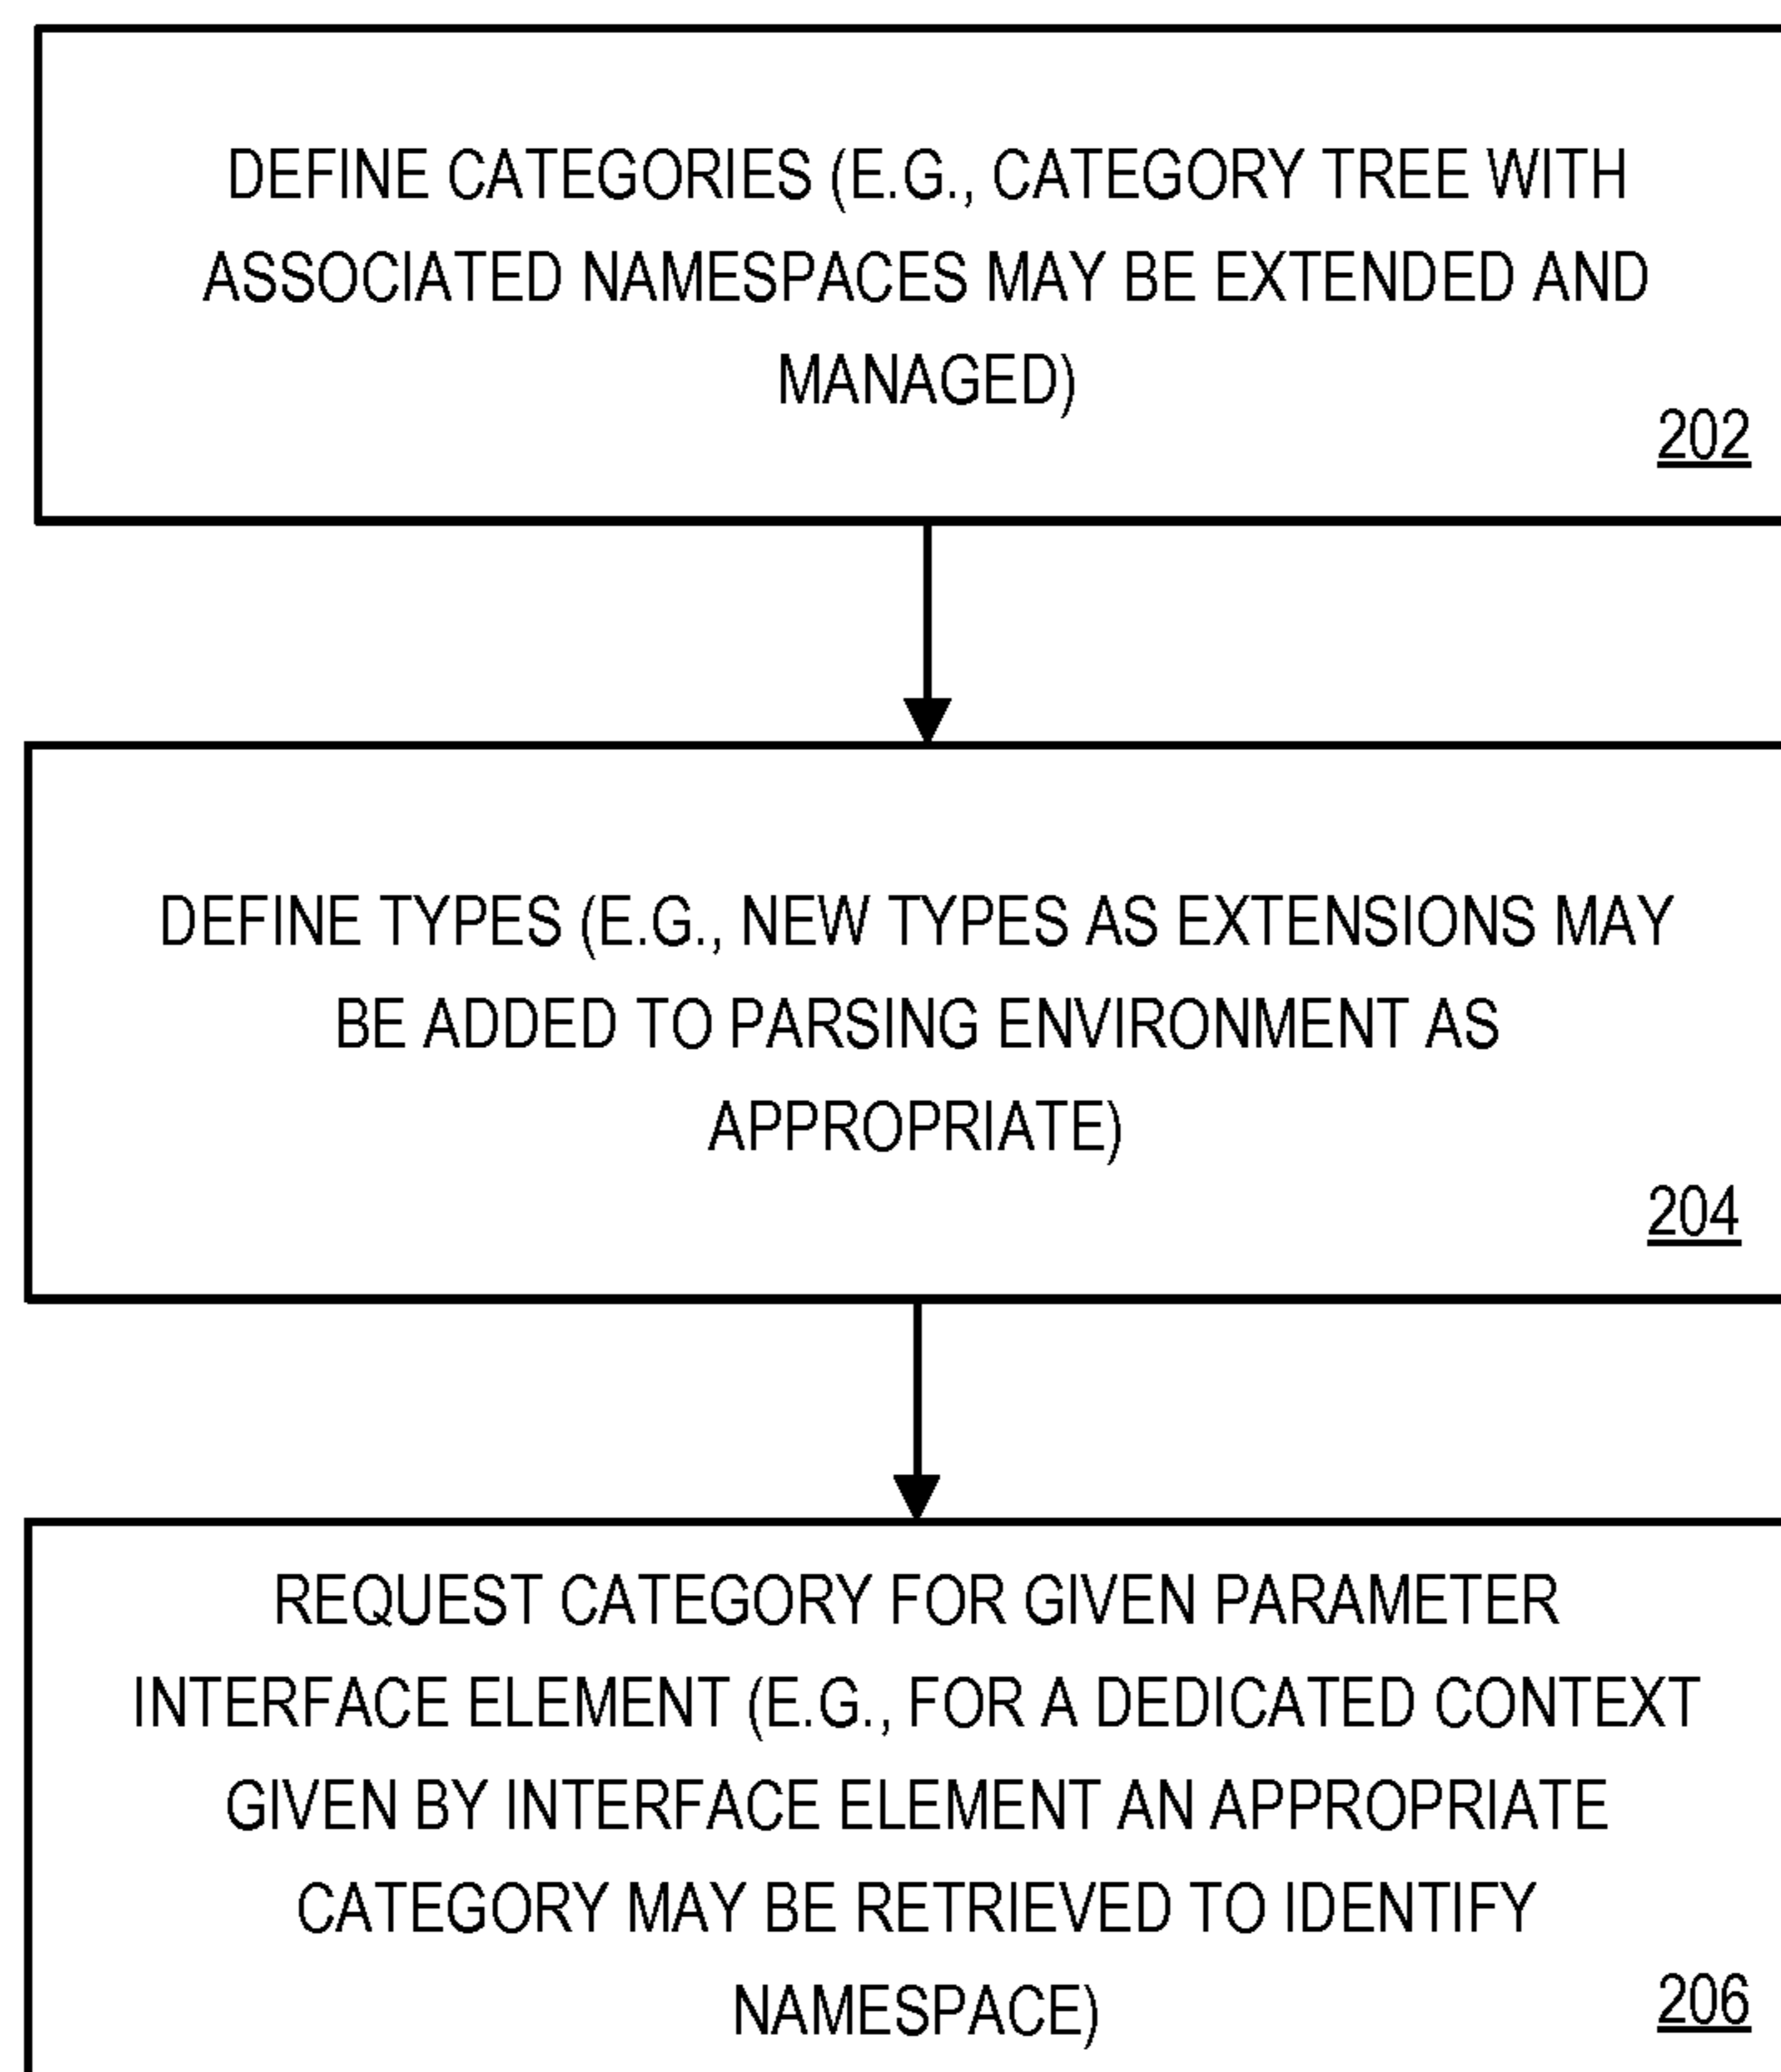 DEFINE CATEGORIES (E.G., CATEGORY TREE WITH
ASSOCIATED NAMESPACES MAY BE EXTENDED AND
MANAGED)
202
DEFINE TYPES (E.G., NEW TYPES AS EXTENSIONS MAY
BE ADDED TO PARSING ENVIRONMENT AS
APPROPRIATE)
204
REQUEST CATEGORY FOR GIVEN PARAMETER
INTERFACE ELEMENT (E.G., FOR A DEDICATED CONTEXT
GIVEN BY INTERFACE ELEMENT AN APPROPRIATE
CATEGORY MAY BE RETRIEVED TO IDENTIFY
NAMESPACE)
206